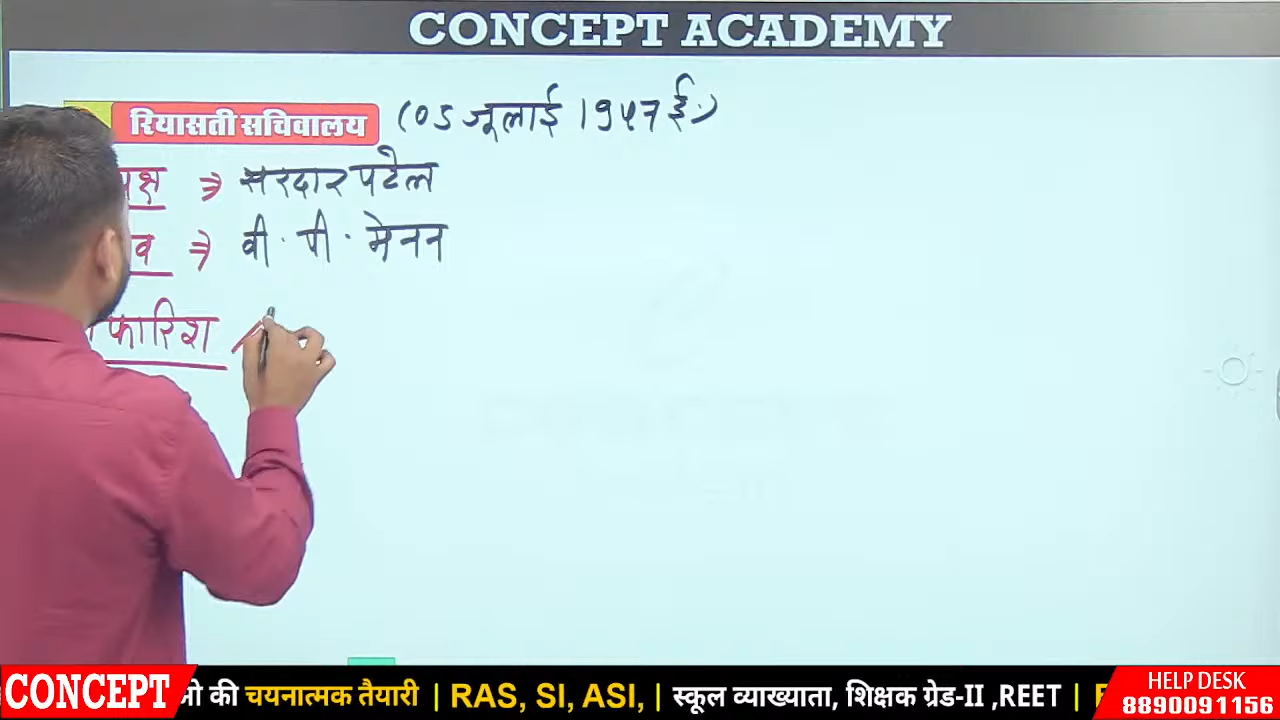 CONCEPT ACADEMY
रियासती सचिवालय (05 जूलाई 1947 ई.)
⇒ सरदार पटेल
⇒ वी. पी. मेनन
फारिश
CONCEPT की चयनात्मक तैयारी | RAS, SI, ASI, | स्कूल व्याख्याता, शिक्षक ग्रेड-II ,REET | HELP DESK
8890091156